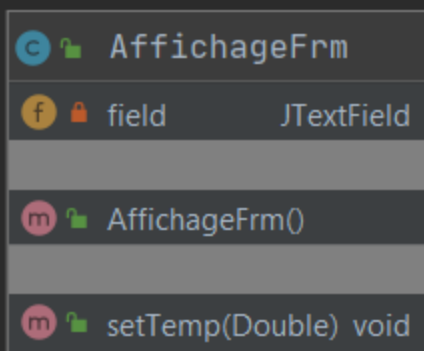 C AffichageFrm
f field JTextField
m AffichageFrm()
m setTemp(Double) void